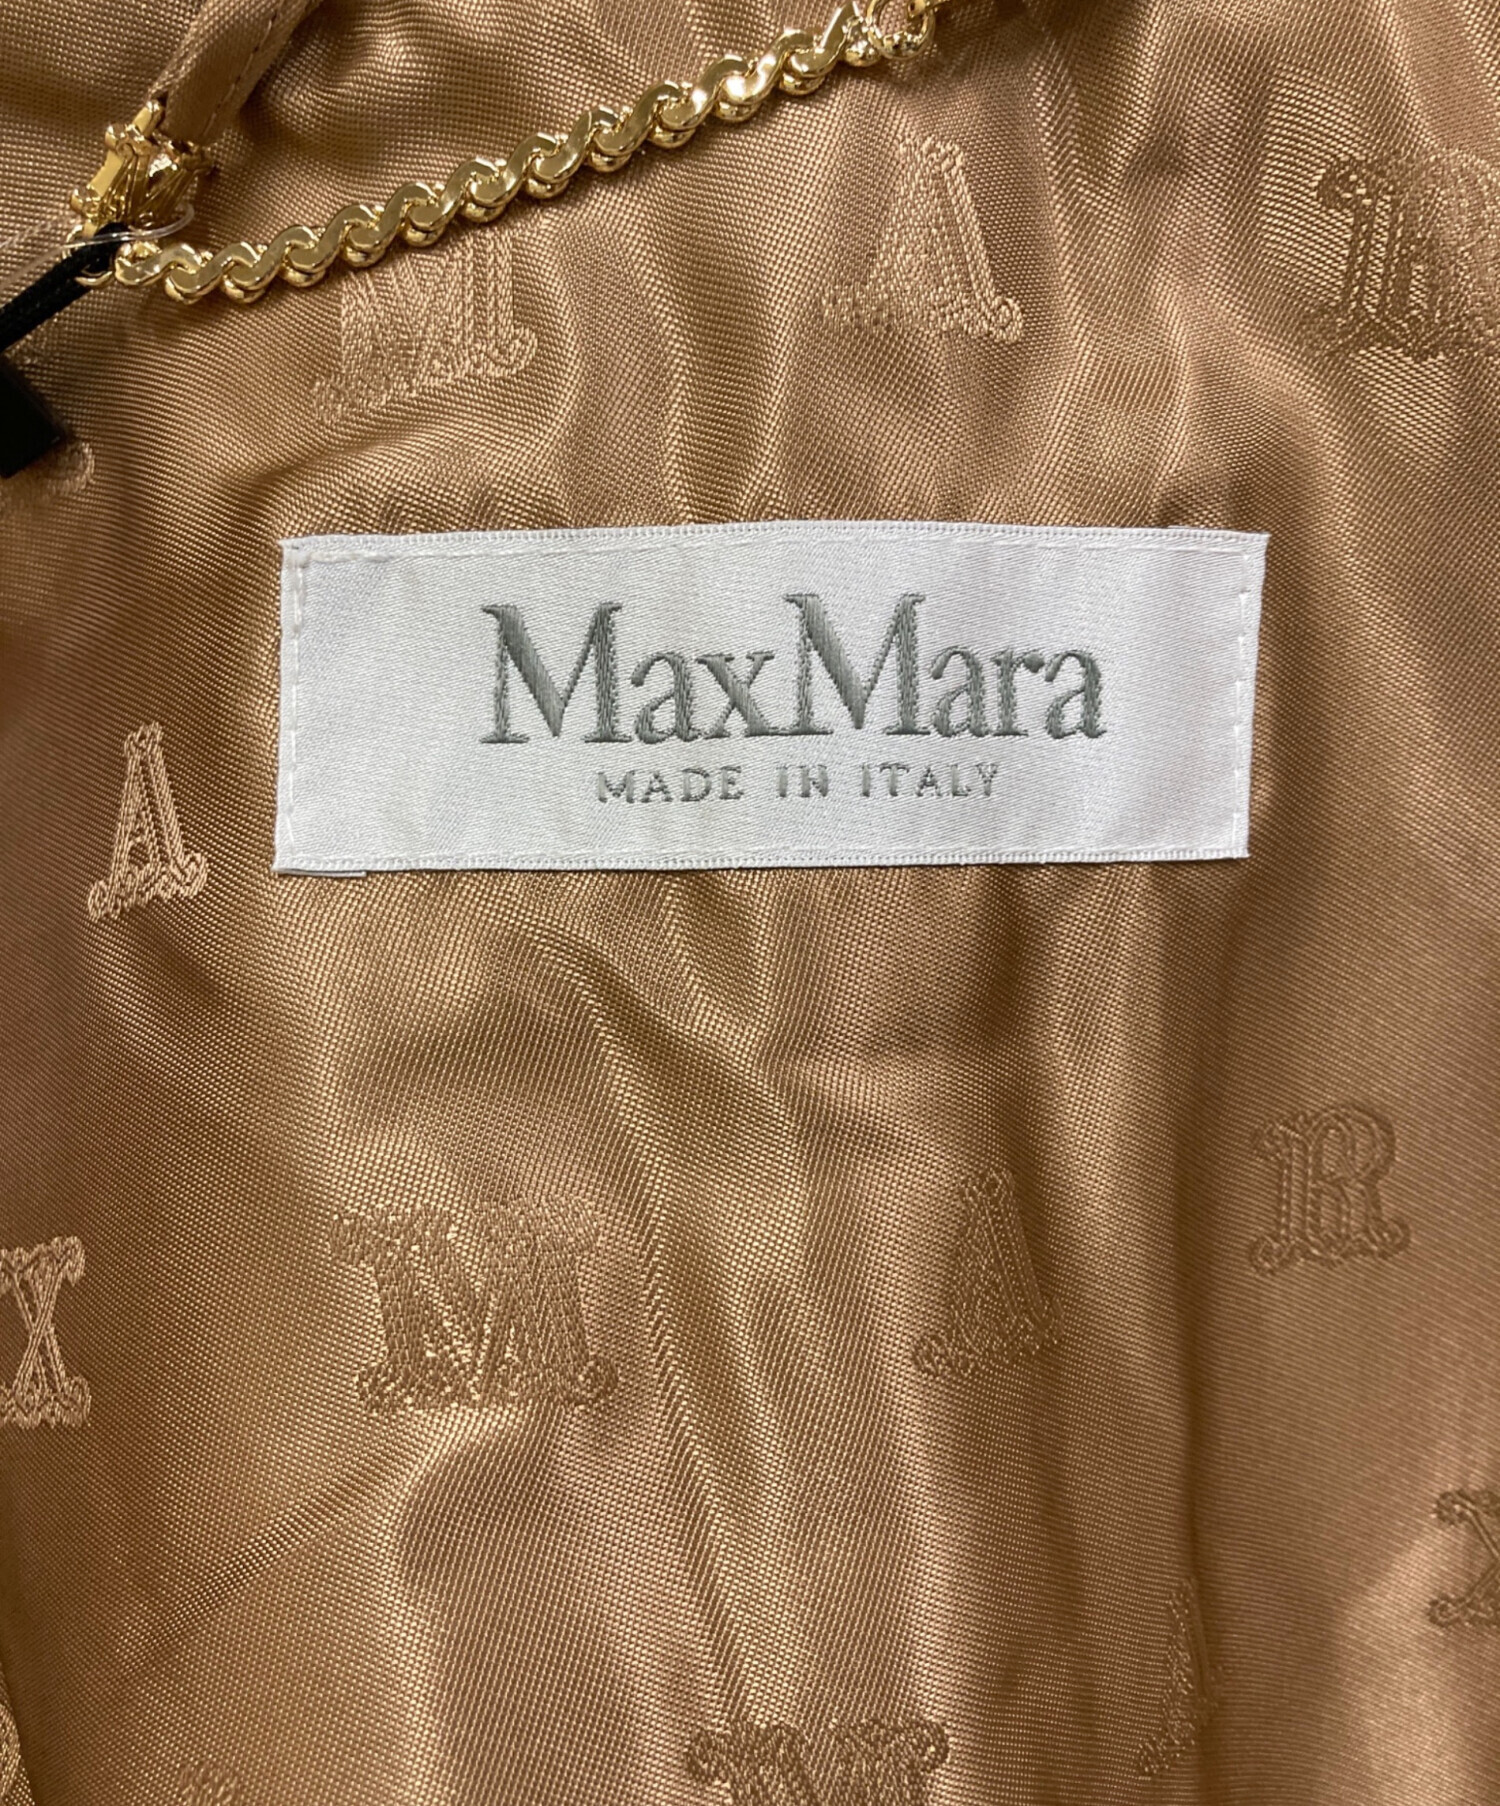 M A R
MaxMara
MADE IN ITALY
A
X M A R
X
A
M